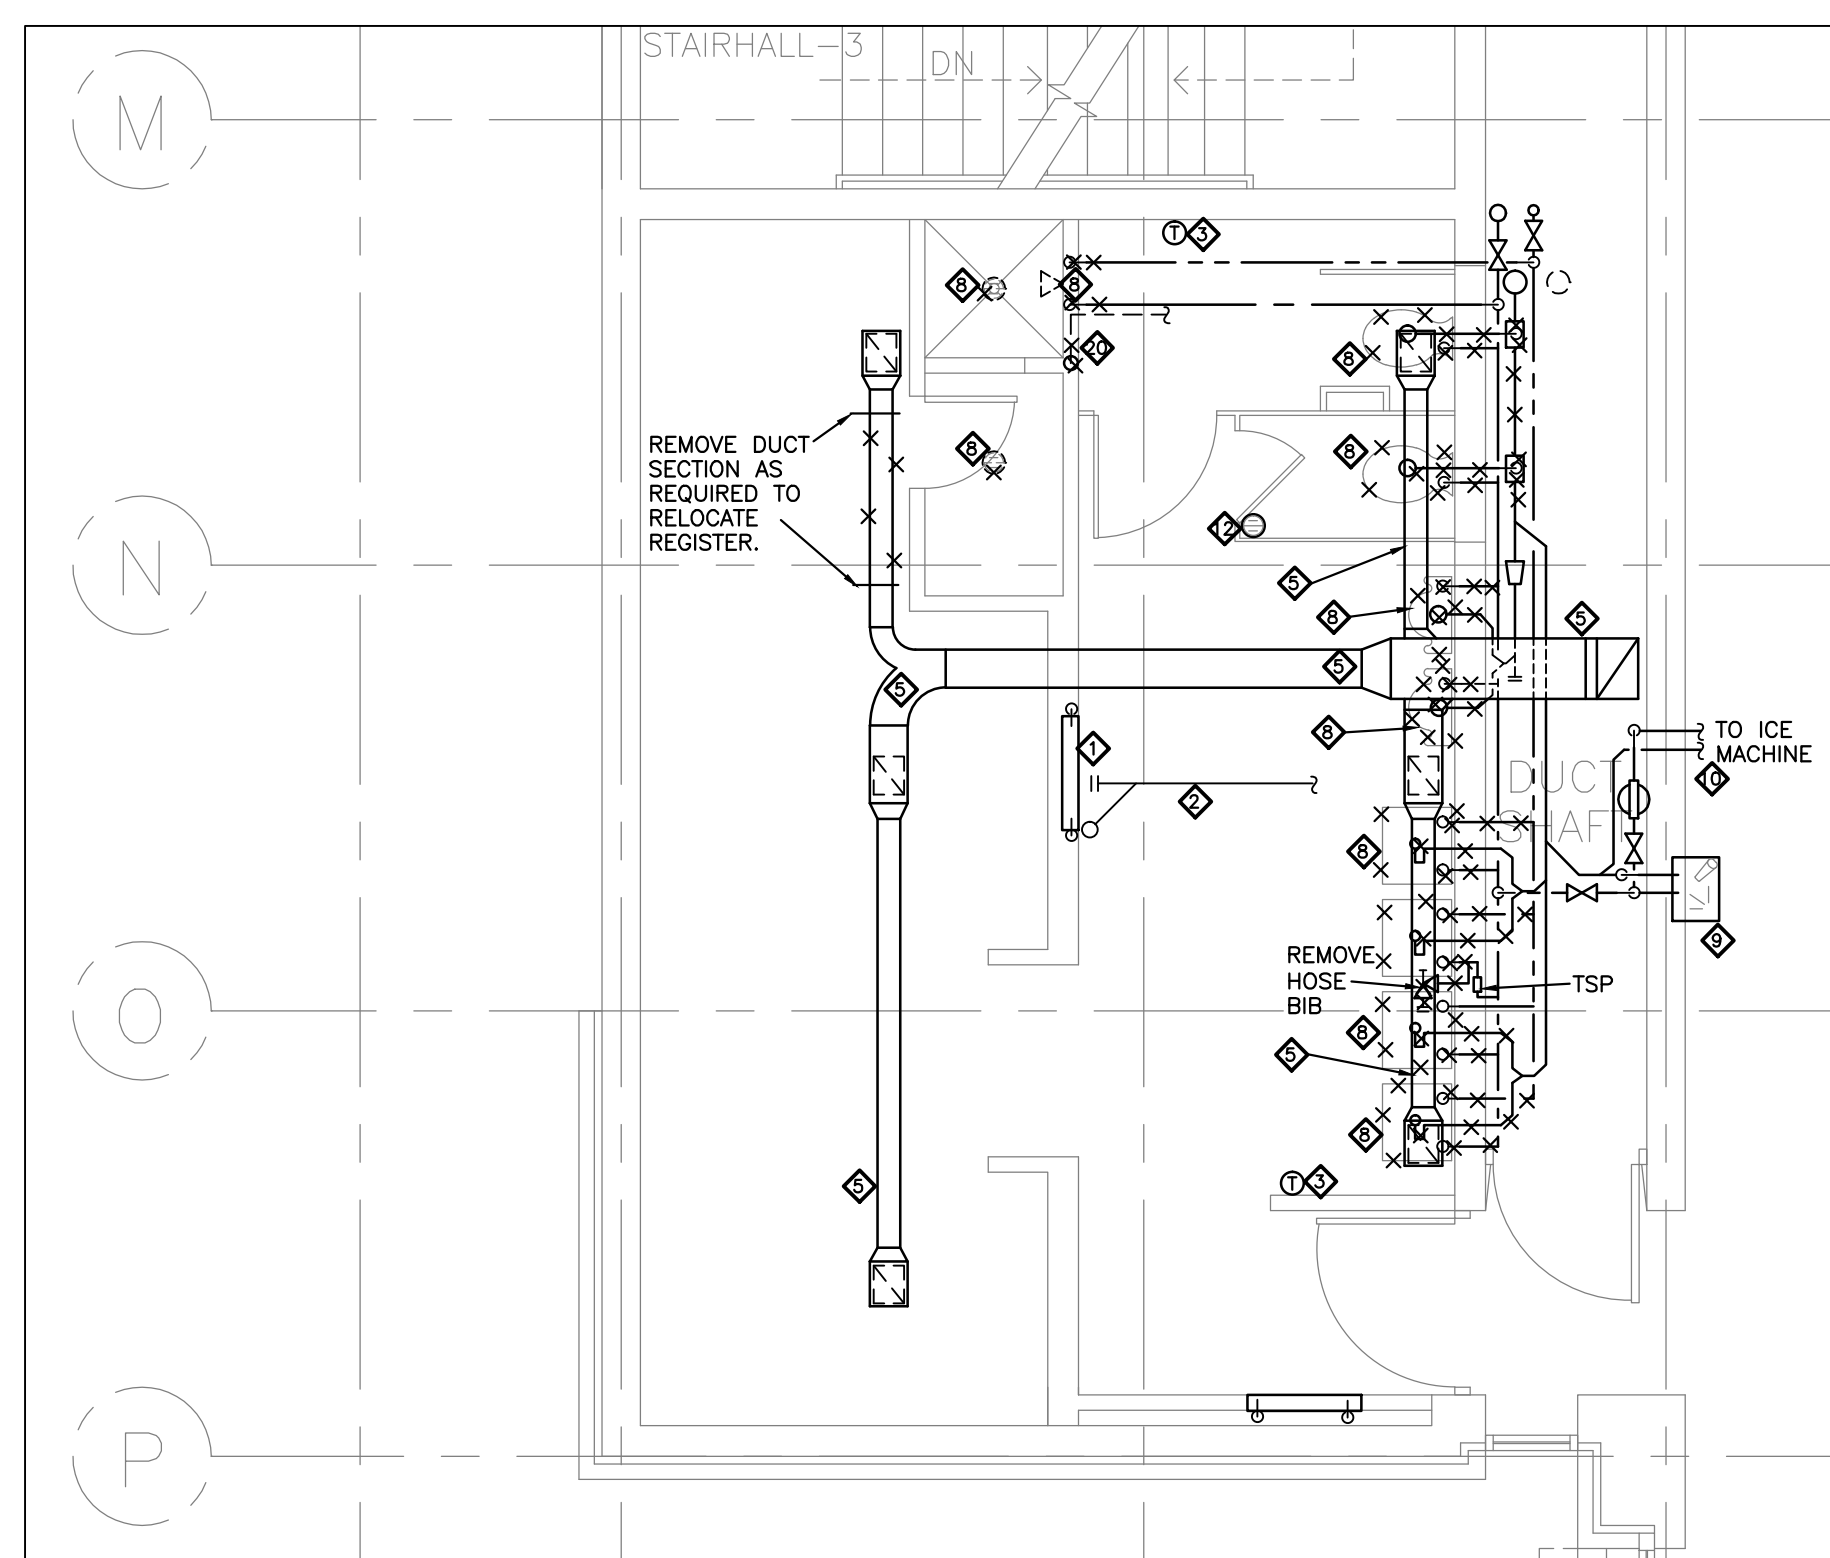 STAIRHALL-3
DN
M
T 3
8
8
20
8
REMOVE DUCT
SECTION AS
REQUIRED TO
RELOCATE
REGISTER.
8
8
12
N
5
8
5
5
5
8
1
2
TO ICE
MACHINE
10
DUCT
SHAFT
8
9
REMOVE
HOSE
BIB
TSP
O
8
5
8
5
T 3
P